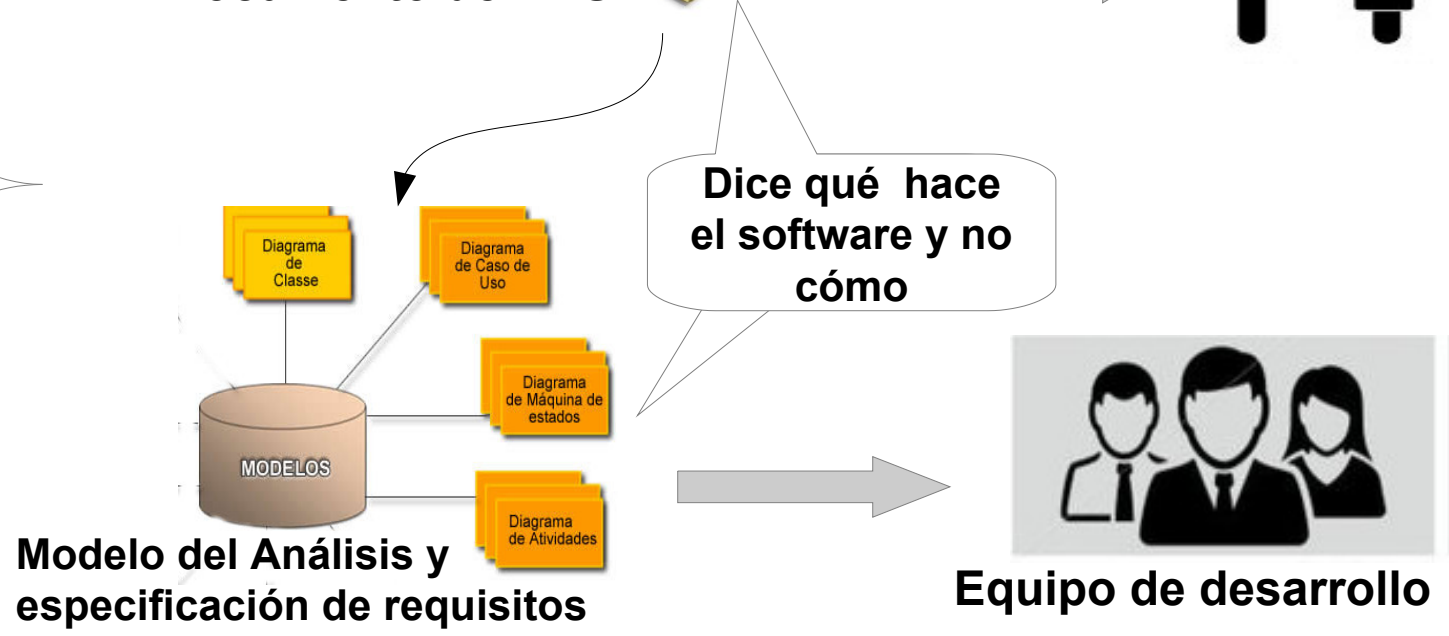 Dice qué hace
el software y no
cómo
Diagrama
de
Classe
Diagrama
de Caso de
Uso
Diagrama
de Máquina de
estados
MODELOS
Diagrama
de Atividades
Modelo del Análisis y
especificación de requisitos
Equipo de desarrollo